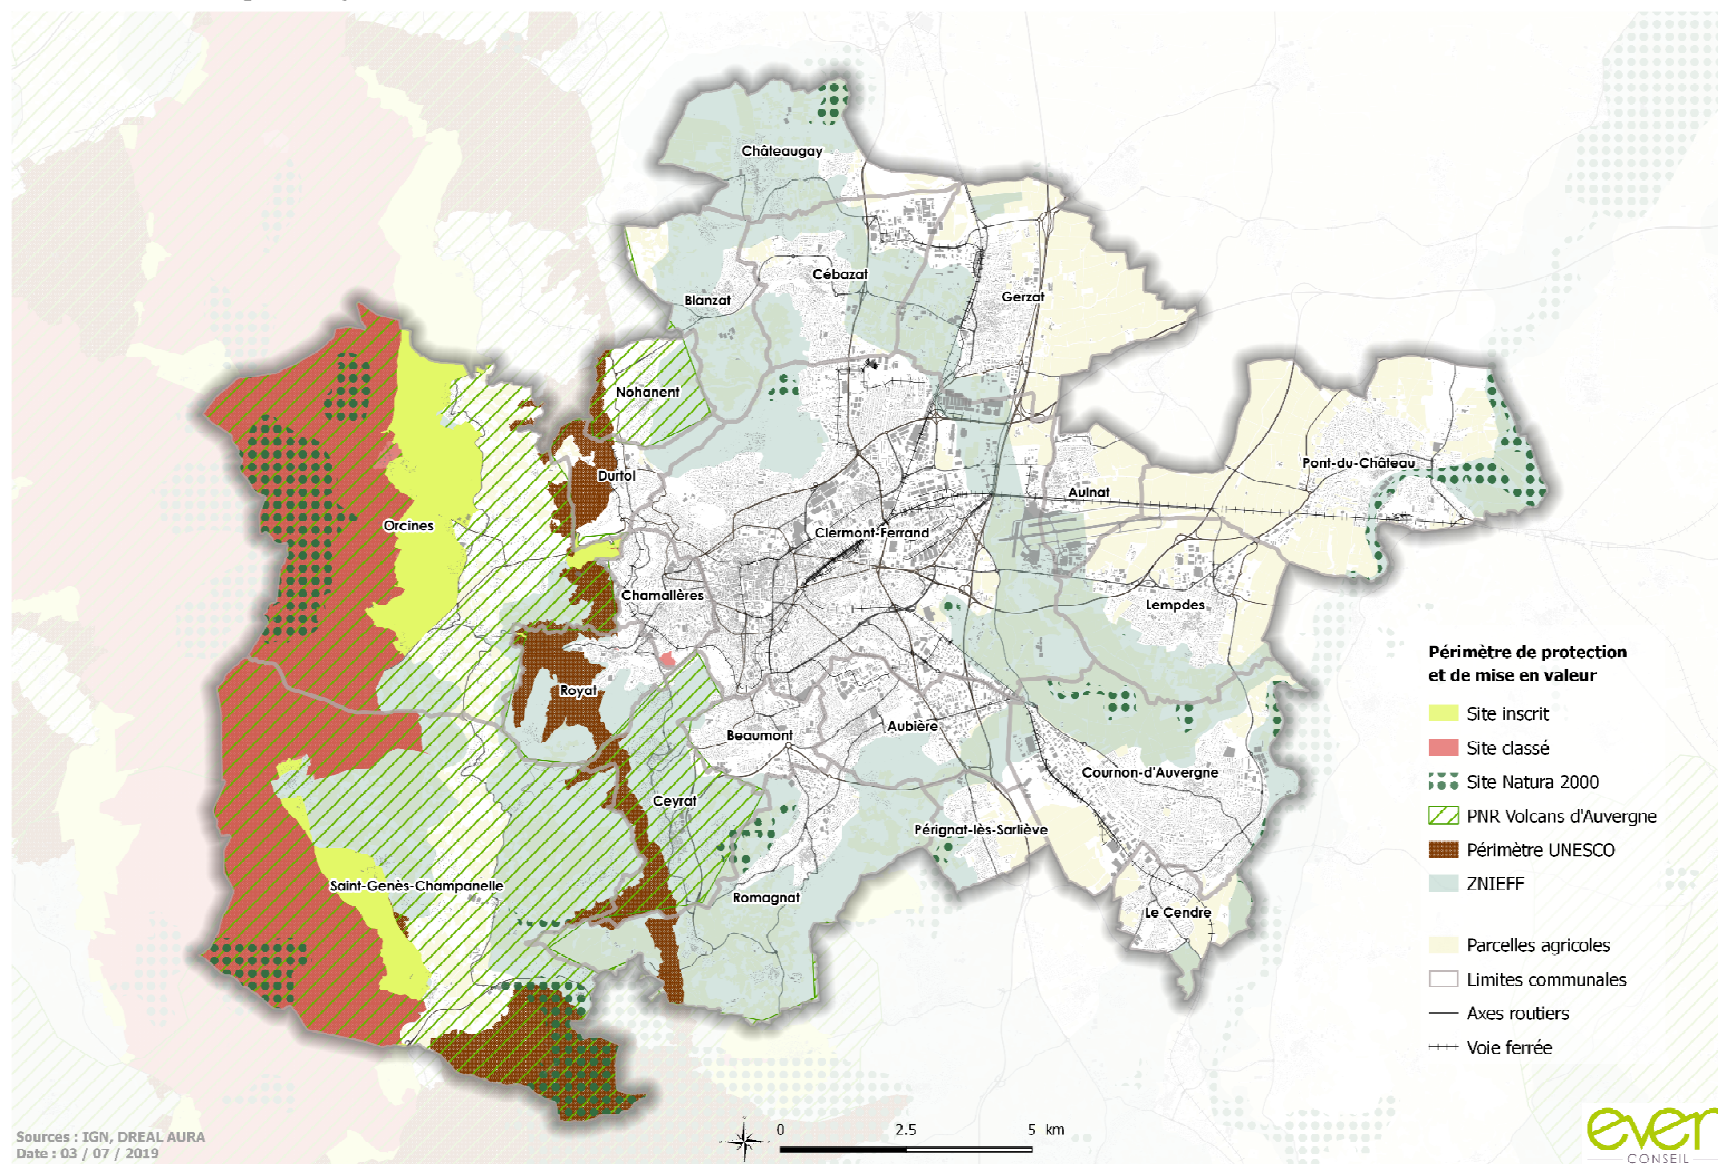 Châteaugay
Cébazat
Blanzat
Gerzat
Nohanent
Durtol
Pont-du-Château
Aulnat
Orcines
Clermont-Ferrand
Chamalières
Lempdes
Royat
Beaumont
Aubière
Cournon-d'Auvergne
Ceyrat
Pérignat-lès-Sarliève
Saint-Genès-Champanelle
Romagnat
Le Cendre
Périmètre de protection
et de mise en valeur
Site inscrit
Site classé
Site Natura 2000
PNR Volcans d'Auvergne
Périmètre UNESCO
ZNIEFF
Parcelles agricoles
Limites communales
Axes routiers
Voie ferrée
0 2.5 5 km
Sources : IGN, DREAL AURA
Date : 03 / 07 / 2019
ever
CONSEIL